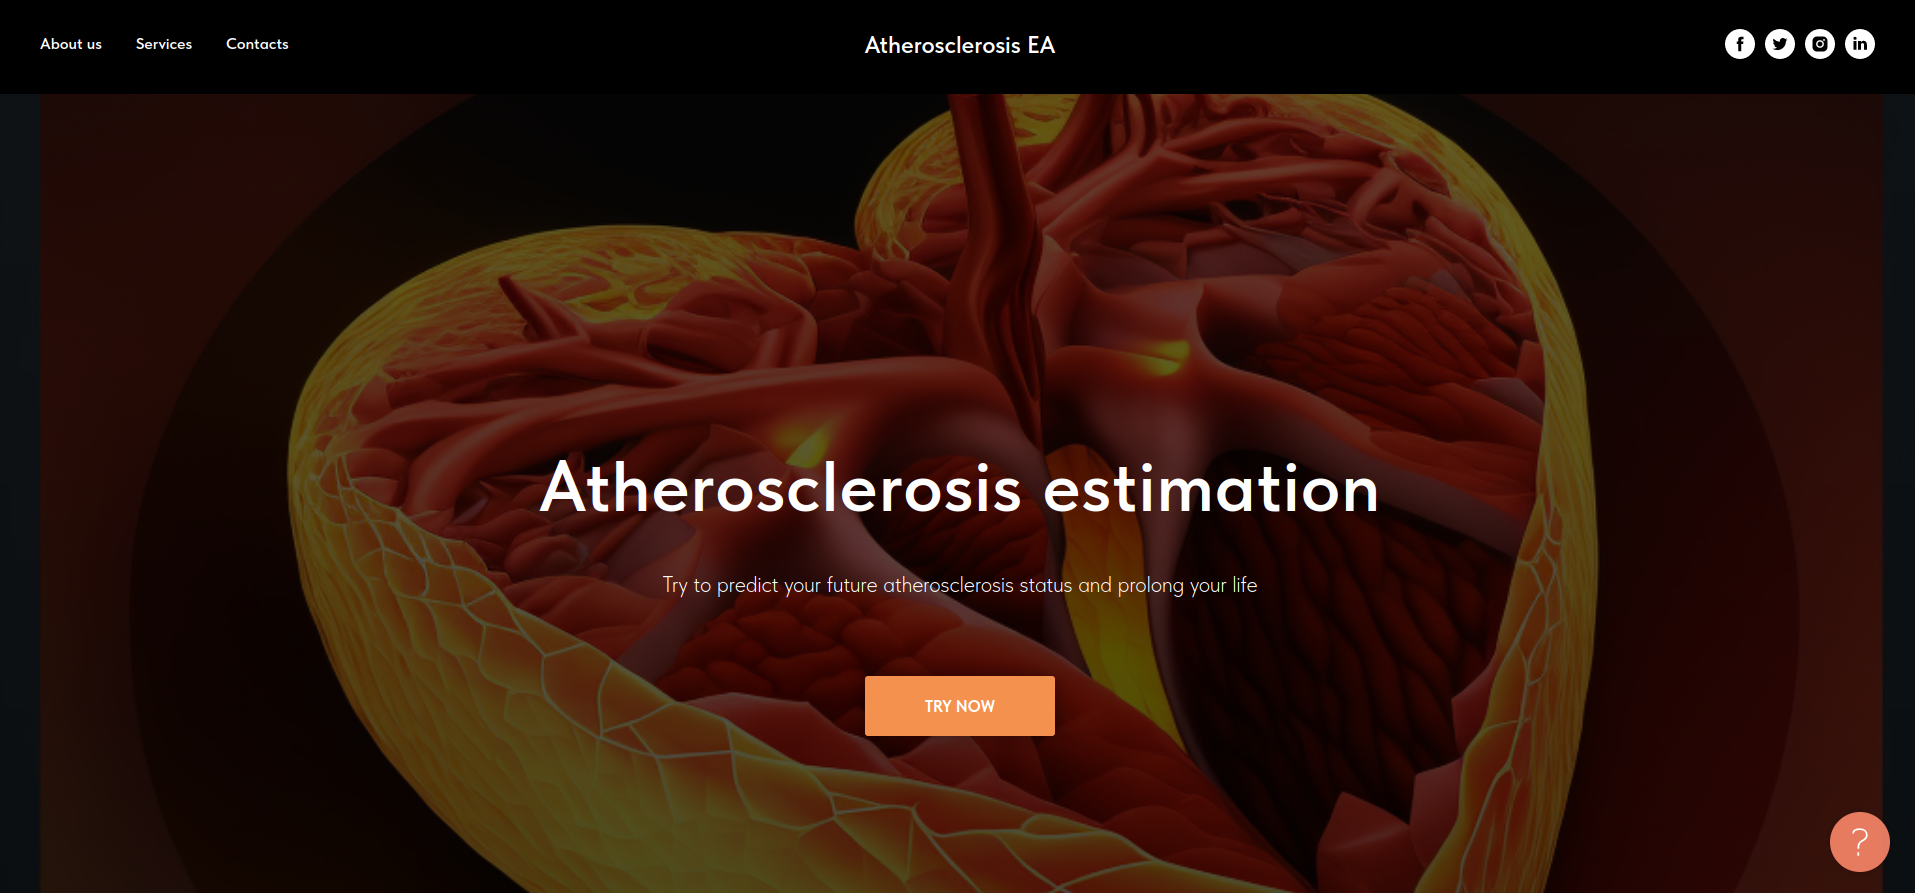 About us
Services
Contacts
Atherosclerosis EA
Atherosclerosis estimation
Try to predict your future atherosclerosis status and prolong your life
TRY NOW
?